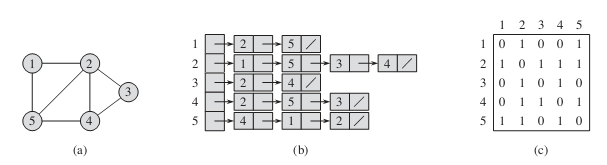 1 2 3 4 5
1 2 5
1 0 1 0 0 1
1 2
2 1 5 3 4
2 1 0 1 1 1
3
3 2 4
3 0 1 0 1 0
4 2 5 3
4 0 1 1 0 1
5 4
5 4 1 2
5 1 1 0 1 0
(a) (b) (c)